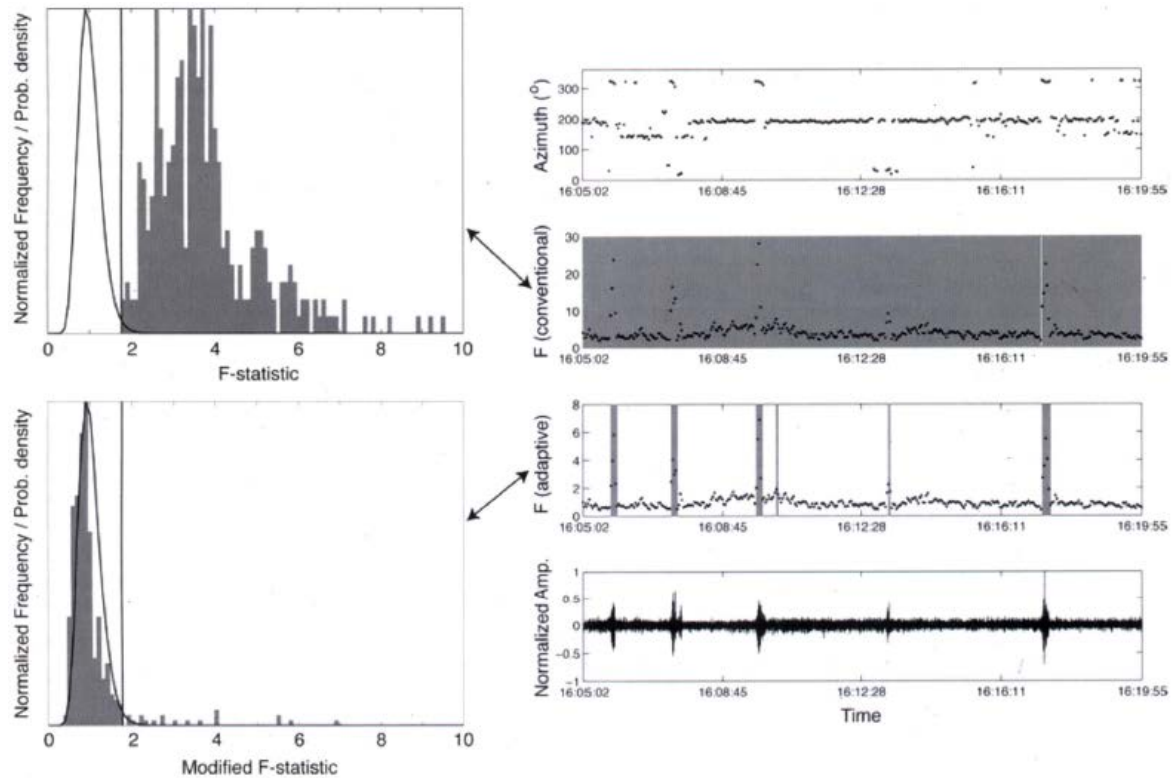 Normalized Frequency / Prob. density
0 2 4 6 8 10
F-statistic
Normalized Frequency / Prob. density
0 2 4 6 8 10
Modified F-statistic
Azimuth (°)
300
200
100
0
16:05:02 16:08:45 16:12:28 16:16:11 16:19:55
F (conventional)
30
20
10
0
16:05:02 16:08:45 16:12:28 16:16:11 16:19:55
F (adaptive)
8
6
4
2
0
16:05:02 16:08:45 16:12:28 16:16:11 16:19:55
Normalized Amp.
1
0.5
0
-0.5
-1
16:05:02 16:08:45 16:12:28 16:16:11 16:19:55
Time